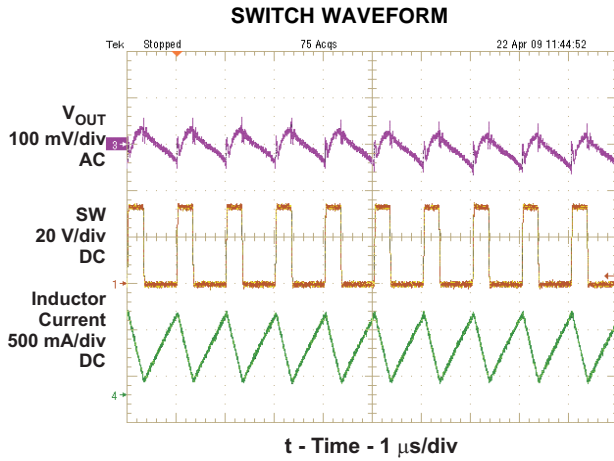 SWITCH WAVEFORM
Tek Stopped 75 Acqs 22 Apr 09 11:44:52
VOUT
100 mV/div
AC
3
SW
20 V/div
DC
1
Inductor
Current
500 mA/div
DC
4
t - Time - 1 μs/div